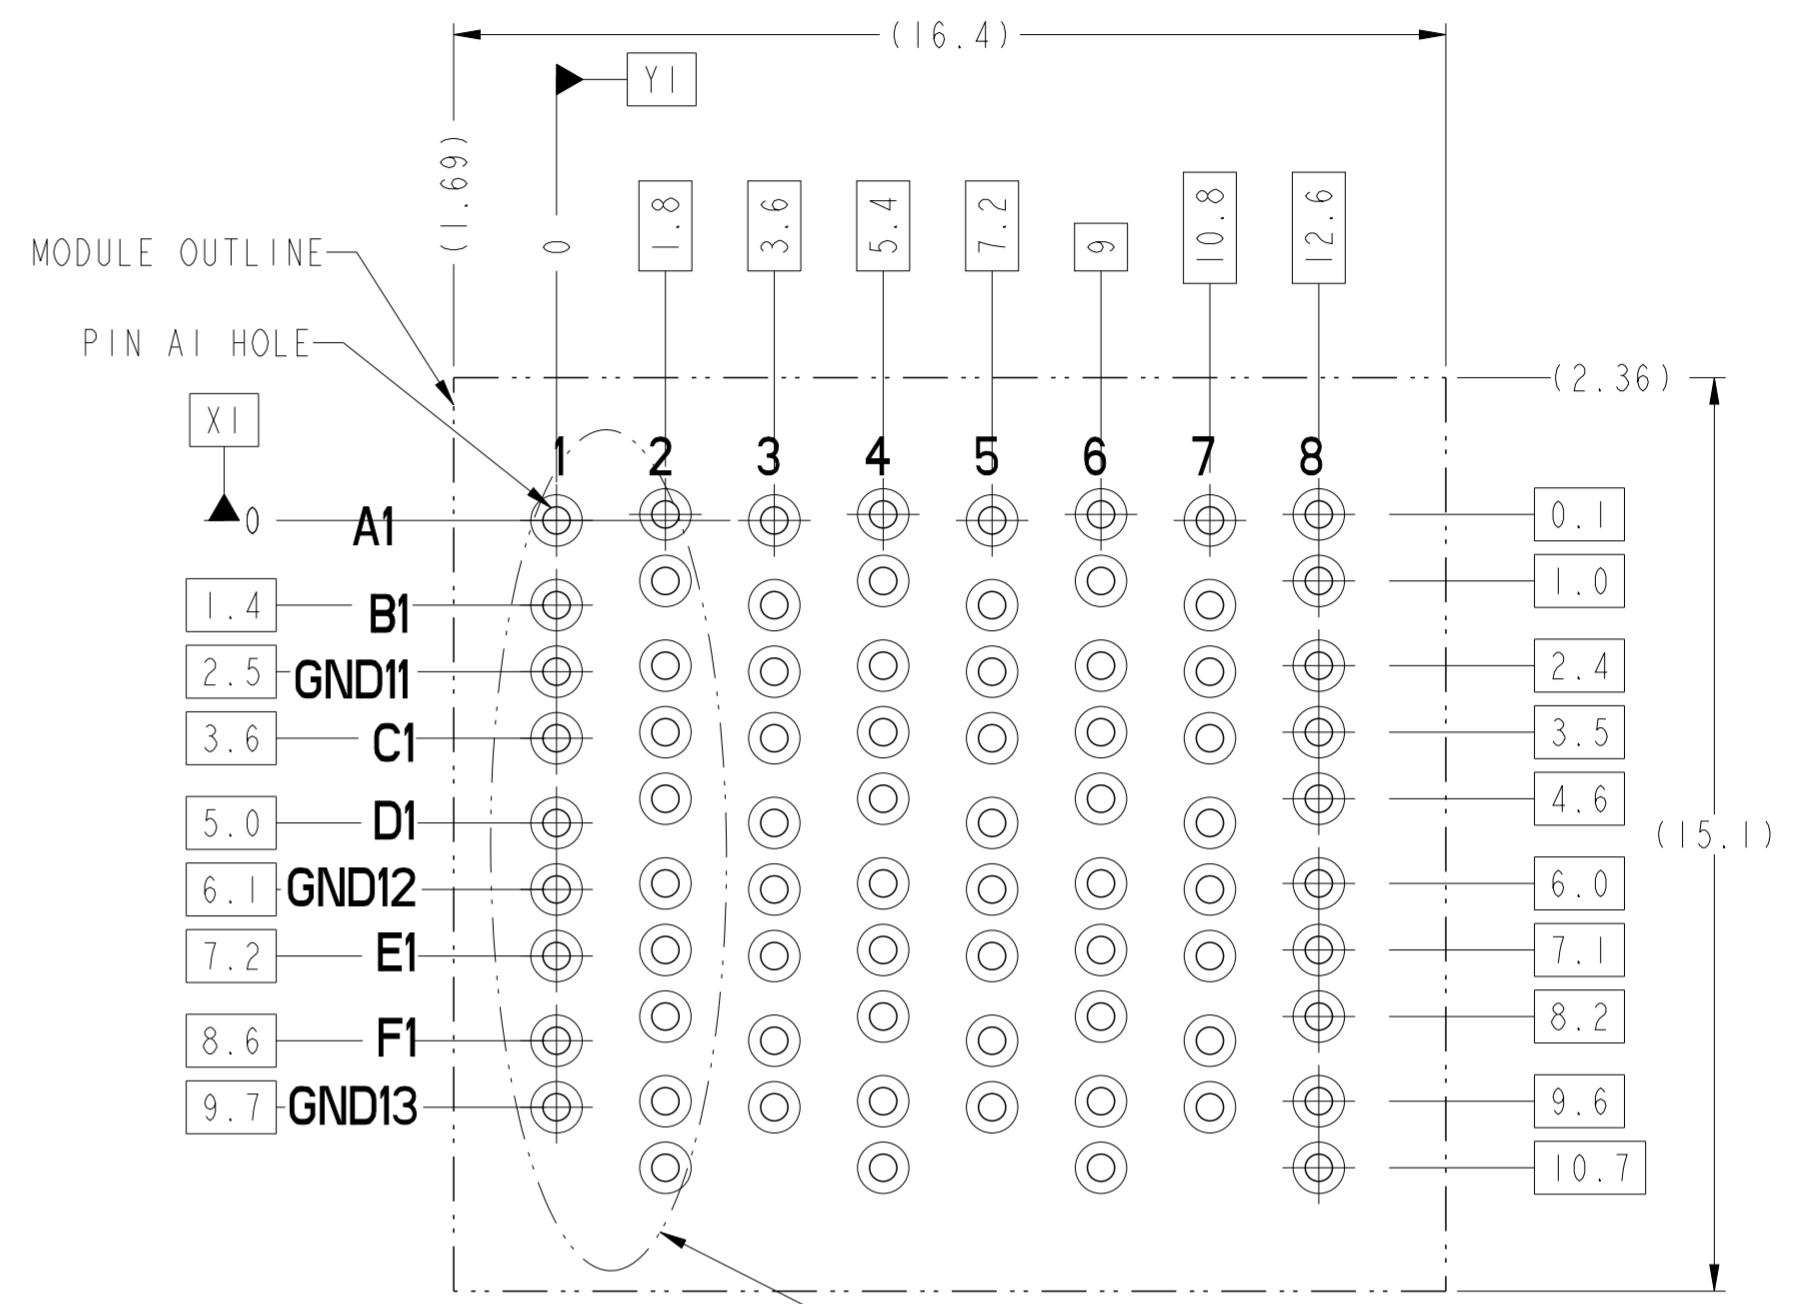 (16.4)
Y1
(1.69)
0
1.8
3.6
5.4
7.2
9
10.8
12.6
MODULE OUTLINE
PIN A1 HOLE
(2.36)
X1
1 2 3 4 5 6 7 8
0 A1 0.1
1.0
1.4 B1
2.5 GND11 2.4
3.6 C1 3.5
4.6
5.0 D1
(15.1)
6.1 GND12 6.0
7.2 E1 7.1
8.2
8.6 F1
9.7 GND13 9.6
10.7